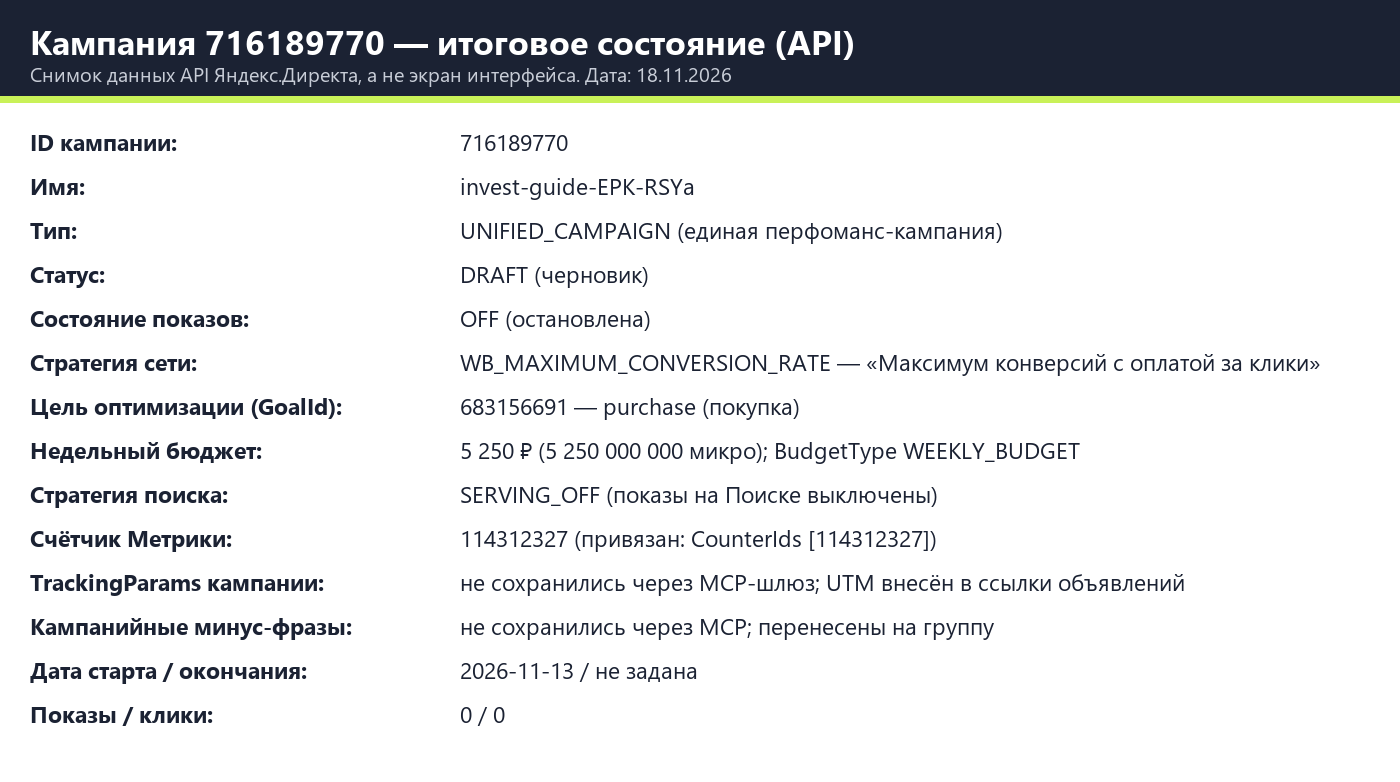 Кампания 716189770 — итоговое состояние (API)
Снимок данных API Яндекс.Директа, а не экран интерфейса. Дата: 18.11.2026
ID кампании: 716189770
Имя: invest-guide-EPK-RSYa
Тип: UNIFIED_CAMPAIGN (единая перфоманс-кампания)
Статус: DRAFT (черновик)
Состояние показов: OFF (остановлена)
Стратегия сети: WB_MAXIMUM_CONVERSION_RATE — «Максимум конверсий с оплатой за клики»
Цель оптимизации (GoalId): 683156691 — purchase (покупка)
Недельный бюджет: 5 250 ₽ (5 250 000 000 микро); BudgetType WEEKLY_BUDGET
Стратегия поиска: SERVING_OFF (показы на Поиске выключены)
Счётчик Метрики: 114312327 (привязан: CounterIds [114312327])
TrackingParams кампании: не сохранились через MCP-шлюз; UTM внесён в ссылки объявлений
Кампанийные минус-фразы: не сохранились через MCP; перенесены на группу
Дата старта / окончания: 2026-11-13 / не задана
Показы / клики: 0 / 0